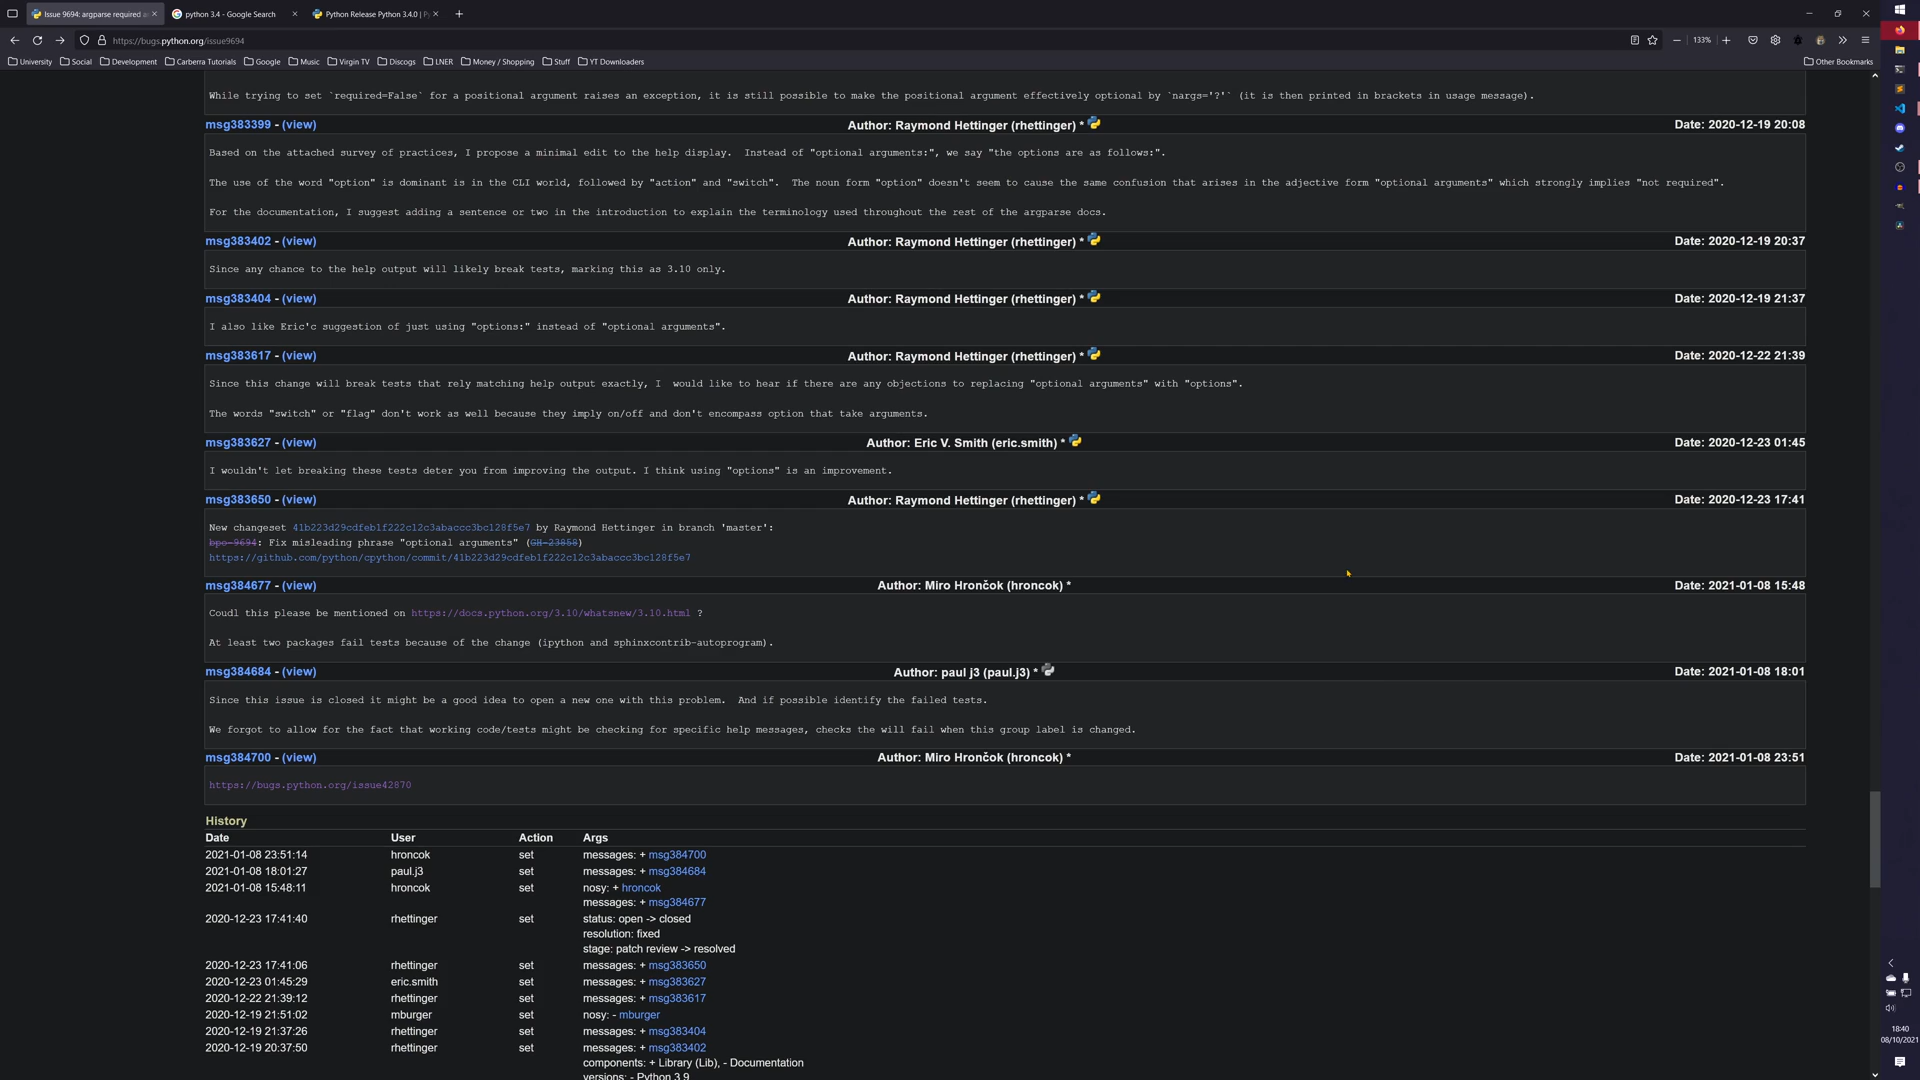 Issue 9694: argparse required a
python 3.4 - Google Search
Python Release Python 3.4.0 | Py
https://bugs.python.org/issue9694
133%
University
Social
Development
Carberra Tutorials
Google
Music
Virgin TV
Discogs
LNER
Money / Shopping
Stuff
YT Downloaders
Other Bookmarks
While trying to set `required=False` for a positional argument raises an exception, it is still possible to make the positional argument effectively optional by `nargs='?'` (it is then printed in brackets in usage message).
msg383399 - (view) Author: Raymond Hettinger (rhettinger) * Date: 2020-12-19 20:08
Based on the attached survey of practices, I propose a minimal edit to the help display.  Instead of "optional arguments:", we say "the options are as follows:".
The use of the word "option" is dominant is in the CLI world, followed by "action" and "switch".  The noun form "option" doesn't seem to cause the same confusion that arises in the adjective form "optional arguments" which strongly implies "not required".
For the documentation, I suggest adding a sentence or two in the introduction to explain the terminology used throughout the rest of the argparse docs.
msg383402 - (view) Author: Raymond Hettinger (rhettinger) * Date: 2020-12-19 20:37
Since any chance to the help output will likely break tests, marking this as 3.10 only.
msg383404 - (view) Author: Raymond Hettinger (rhettinger) * Date: 2020-12-19 21:37
I also like Eric'c suggestion of just using "options:" instead of "optional arguments".
msg383617 - (view) Author: Raymond Hettinger (rhettinger) * Date: 2020-12-22 21:39
Since this change will break tests that rely matching help output exactly, I  would like to hear if there are any objections to replacing "optional arguments" with "options".
The words "switch" or "flag" don't work as well because they imply on/off and don't encompass option that take arguments.
msg383627 - (view) Author: Eric V. Smith (eric.smith) * Date: 2020-12-23 01:45
I wouldn't let breaking these tests deter you from improving the output. I think using "options" is an improvement.
msg383650 - (view) Author: Raymond Hettinger (rhettinger) * Date: 2020-12-23 17:41
New changeset 41b223d29cdfeb1f222c12c3abaccc3bc128f5e7 by Raymond Hettinger in branch 'master':
bpo-9694: Fix misleading phrase "optional arguments" (GH-23858)
https://github.com/python/cpython/commit/41b223d29cdfeb1f222c12c3abaccc3bc128f5e7
msg384677 - (view) Author: Miro Hrončok (hroncok) * Date: 2021-01-08 15:48
Coudl this please be mentioned on https://docs.python.org/3.10/whatsnew/3.10.html ?
At least two packages fail tests because of the change (ipython and sphinxcontrib-autoprogram).
msg384684 - (view) Author: paul j3 (paul.j3) * Date: 2021-01-08 18:01
Since this issue is closed it might be a good idea to open a new one with this problem.  And if possible identify the failed tests.
We forgot to allow for the fact that working code/tests might be checking for specific help messages, checks the will fail when this group label is changed.
msg384700 - (view) Author: Miro Hrončok (hroncok) * Date: 2021-01-08 23:51
https://bugs.python.org/issue42870
History
Date User Action Args
2021-01-08 23:51:14 hroncok set messages: + msg384700
2021-01-08 18:01:27 paul.j3 set messages: + msg384684
2021-01-08 15:48:11 hroncok set nosy: + hroncok
messages: + msg384677
2020-12-23 17:41:40 rhettinger set status: open -> closed
resolution: fixed
stage: patch review -> resolved
2020-12-23 17:41:06 rhettinger set messages: + msg383650
2020-12-23 01:45:29 eric.smith set messages: + msg383627
2020-12-22 21:39:12 rhettinger set messages: + msg383617
2020-12-19 21:51:02 mburger set nosy: - mburger
2020-12-19 21:37:26 rhettinger set messages: + msg383404
2020-12-19 20:37:50 rhettinger set messages: + msg383402
components: + Library (Lib), - Documentation
versions: - Python 3.9
18:40
08/10/2021